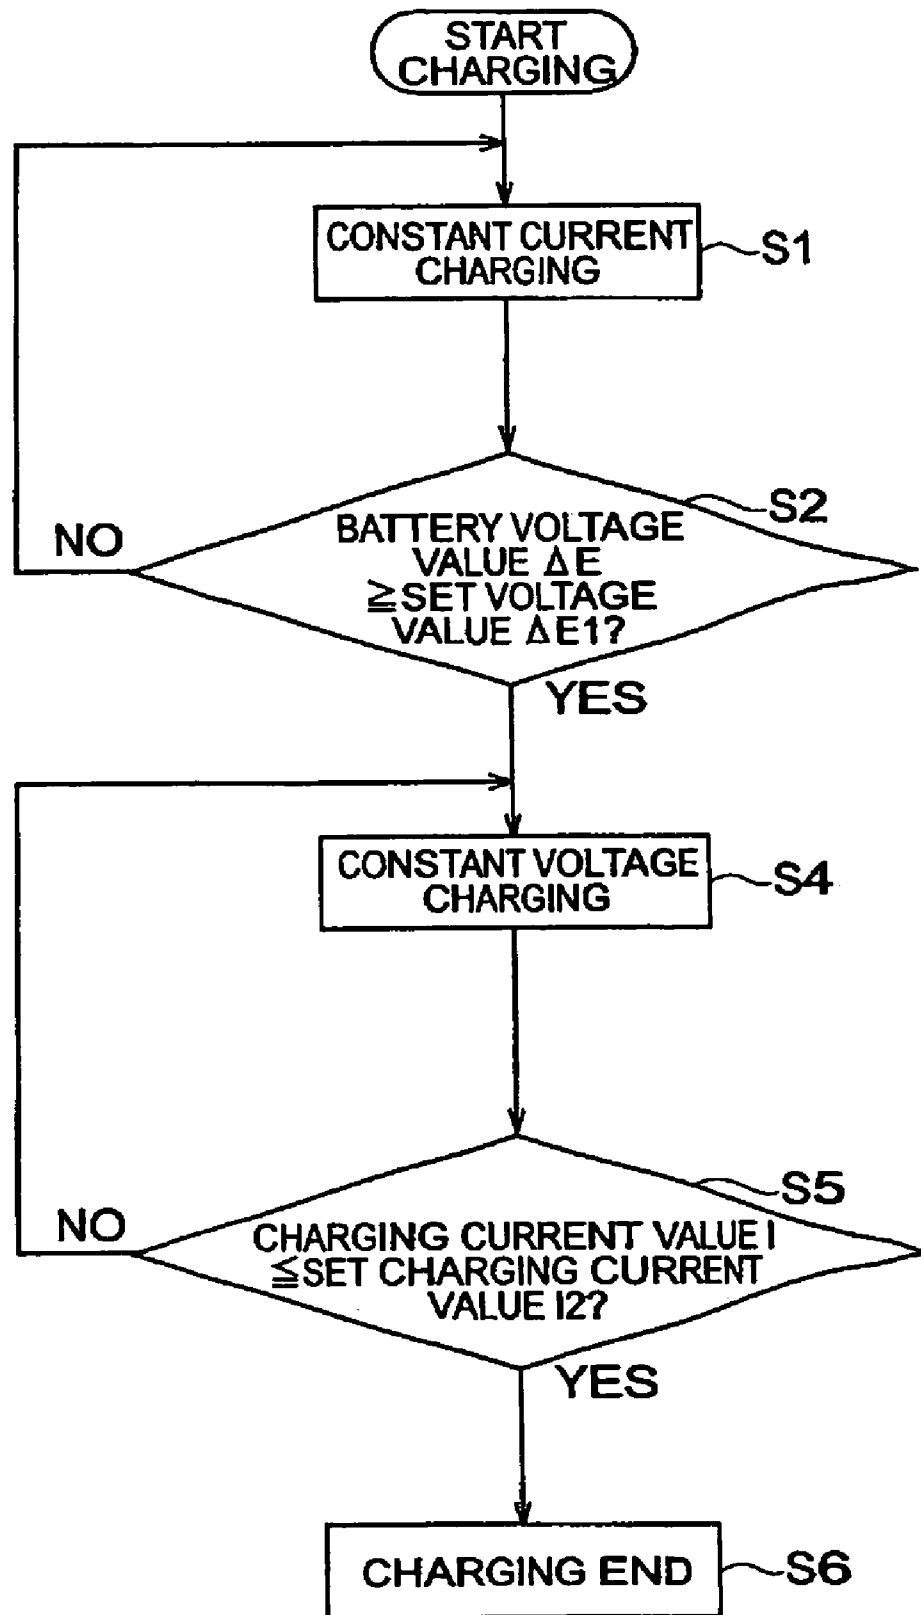 START
CHARGING
CONSTANT CURRENT
CHARGING
S1
S2
BATTERY VOLTAGE
VALUE ΔE
≧SET VOLTAGE
VALUE ΔE1?
NO
YES
CONSTANT VOLTAGE
CHARGING
S4
S5
NO
CHARGING CURRENT VALUE I
≦SET CHARGING CURRENT
VALUE I2?
YES
CHARGING END
S6